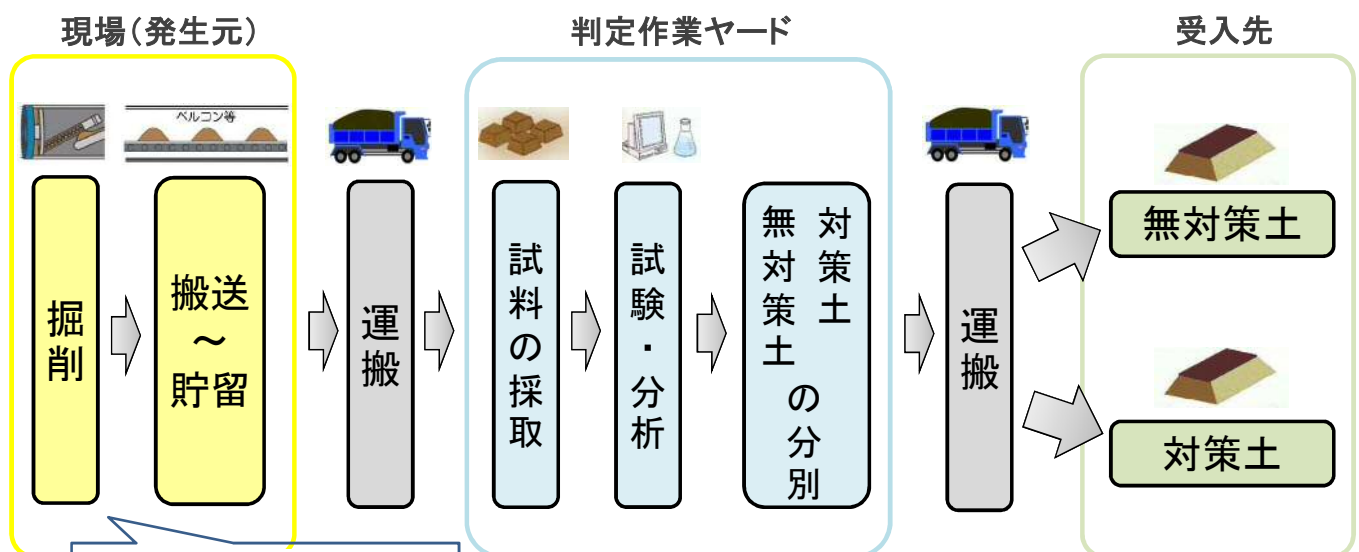 現場（発生元）
判定作業ヤード
受入先
ベルコン等
掘削
搬送
～
貯留
運搬
試料の採取
試験・分析
対策土
無対策土
の分別
運搬
無対策土
対策土